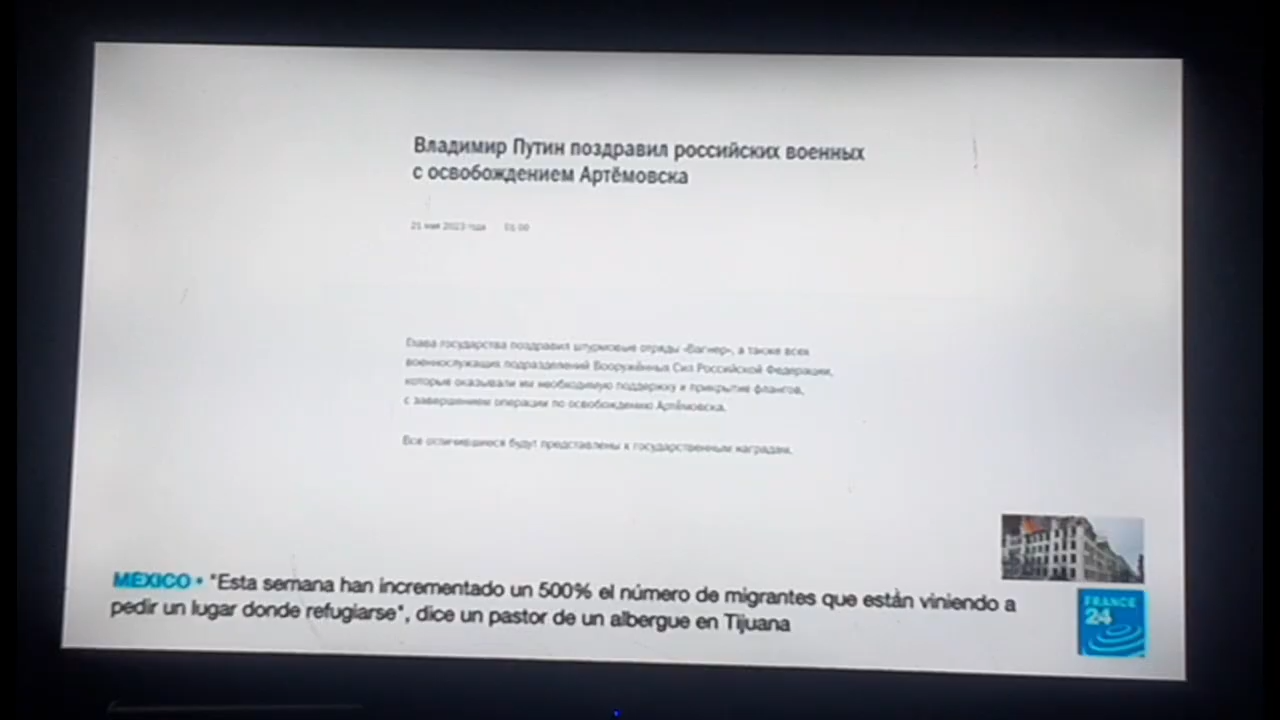 Владимир Путин поздравил российских военных
с освобождением Артёмовска
21 мая 2023 года
Глава государства поздравил штурмовые отряды «Вагнер», а также всех
военнослужащих подразделений Вооружённых Сил Российской Федерации,
которые оказывали им необходимую поддержку и прикрытие флангов,
с завершением операции по освобождению Артёмовска.
Все отличившиеся будут представлены к государственным наградам.
MÉXICO • "Esta semana han incrementado un 500% el número de migrantes que están viniendo a
pedir un lugar donde refugiarse", dice un pastor de un albergue en Tijuana
FRANCE
24